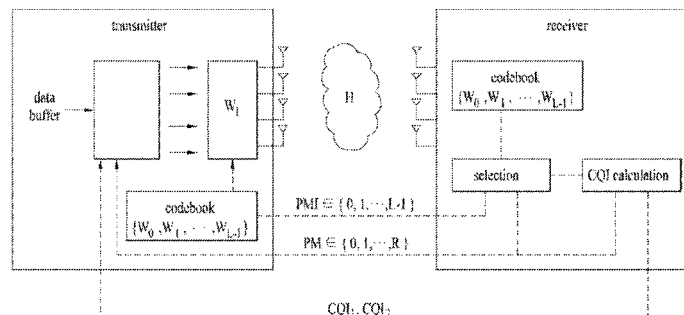 transmitter
receiver
data
buffer
W_i
H
codebook
{W_0 ,W_1 , ⋯ ,W_{L-1}}
codebook
{W_0 ,W_1 , ⋯ ,W_{L-1}}
selection
CQI calculation
PMI ∈ { 0, 1,⋯,L-1 }
PM ∈ { 0, 1,⋯,R }
CQI_1 , CQI_2